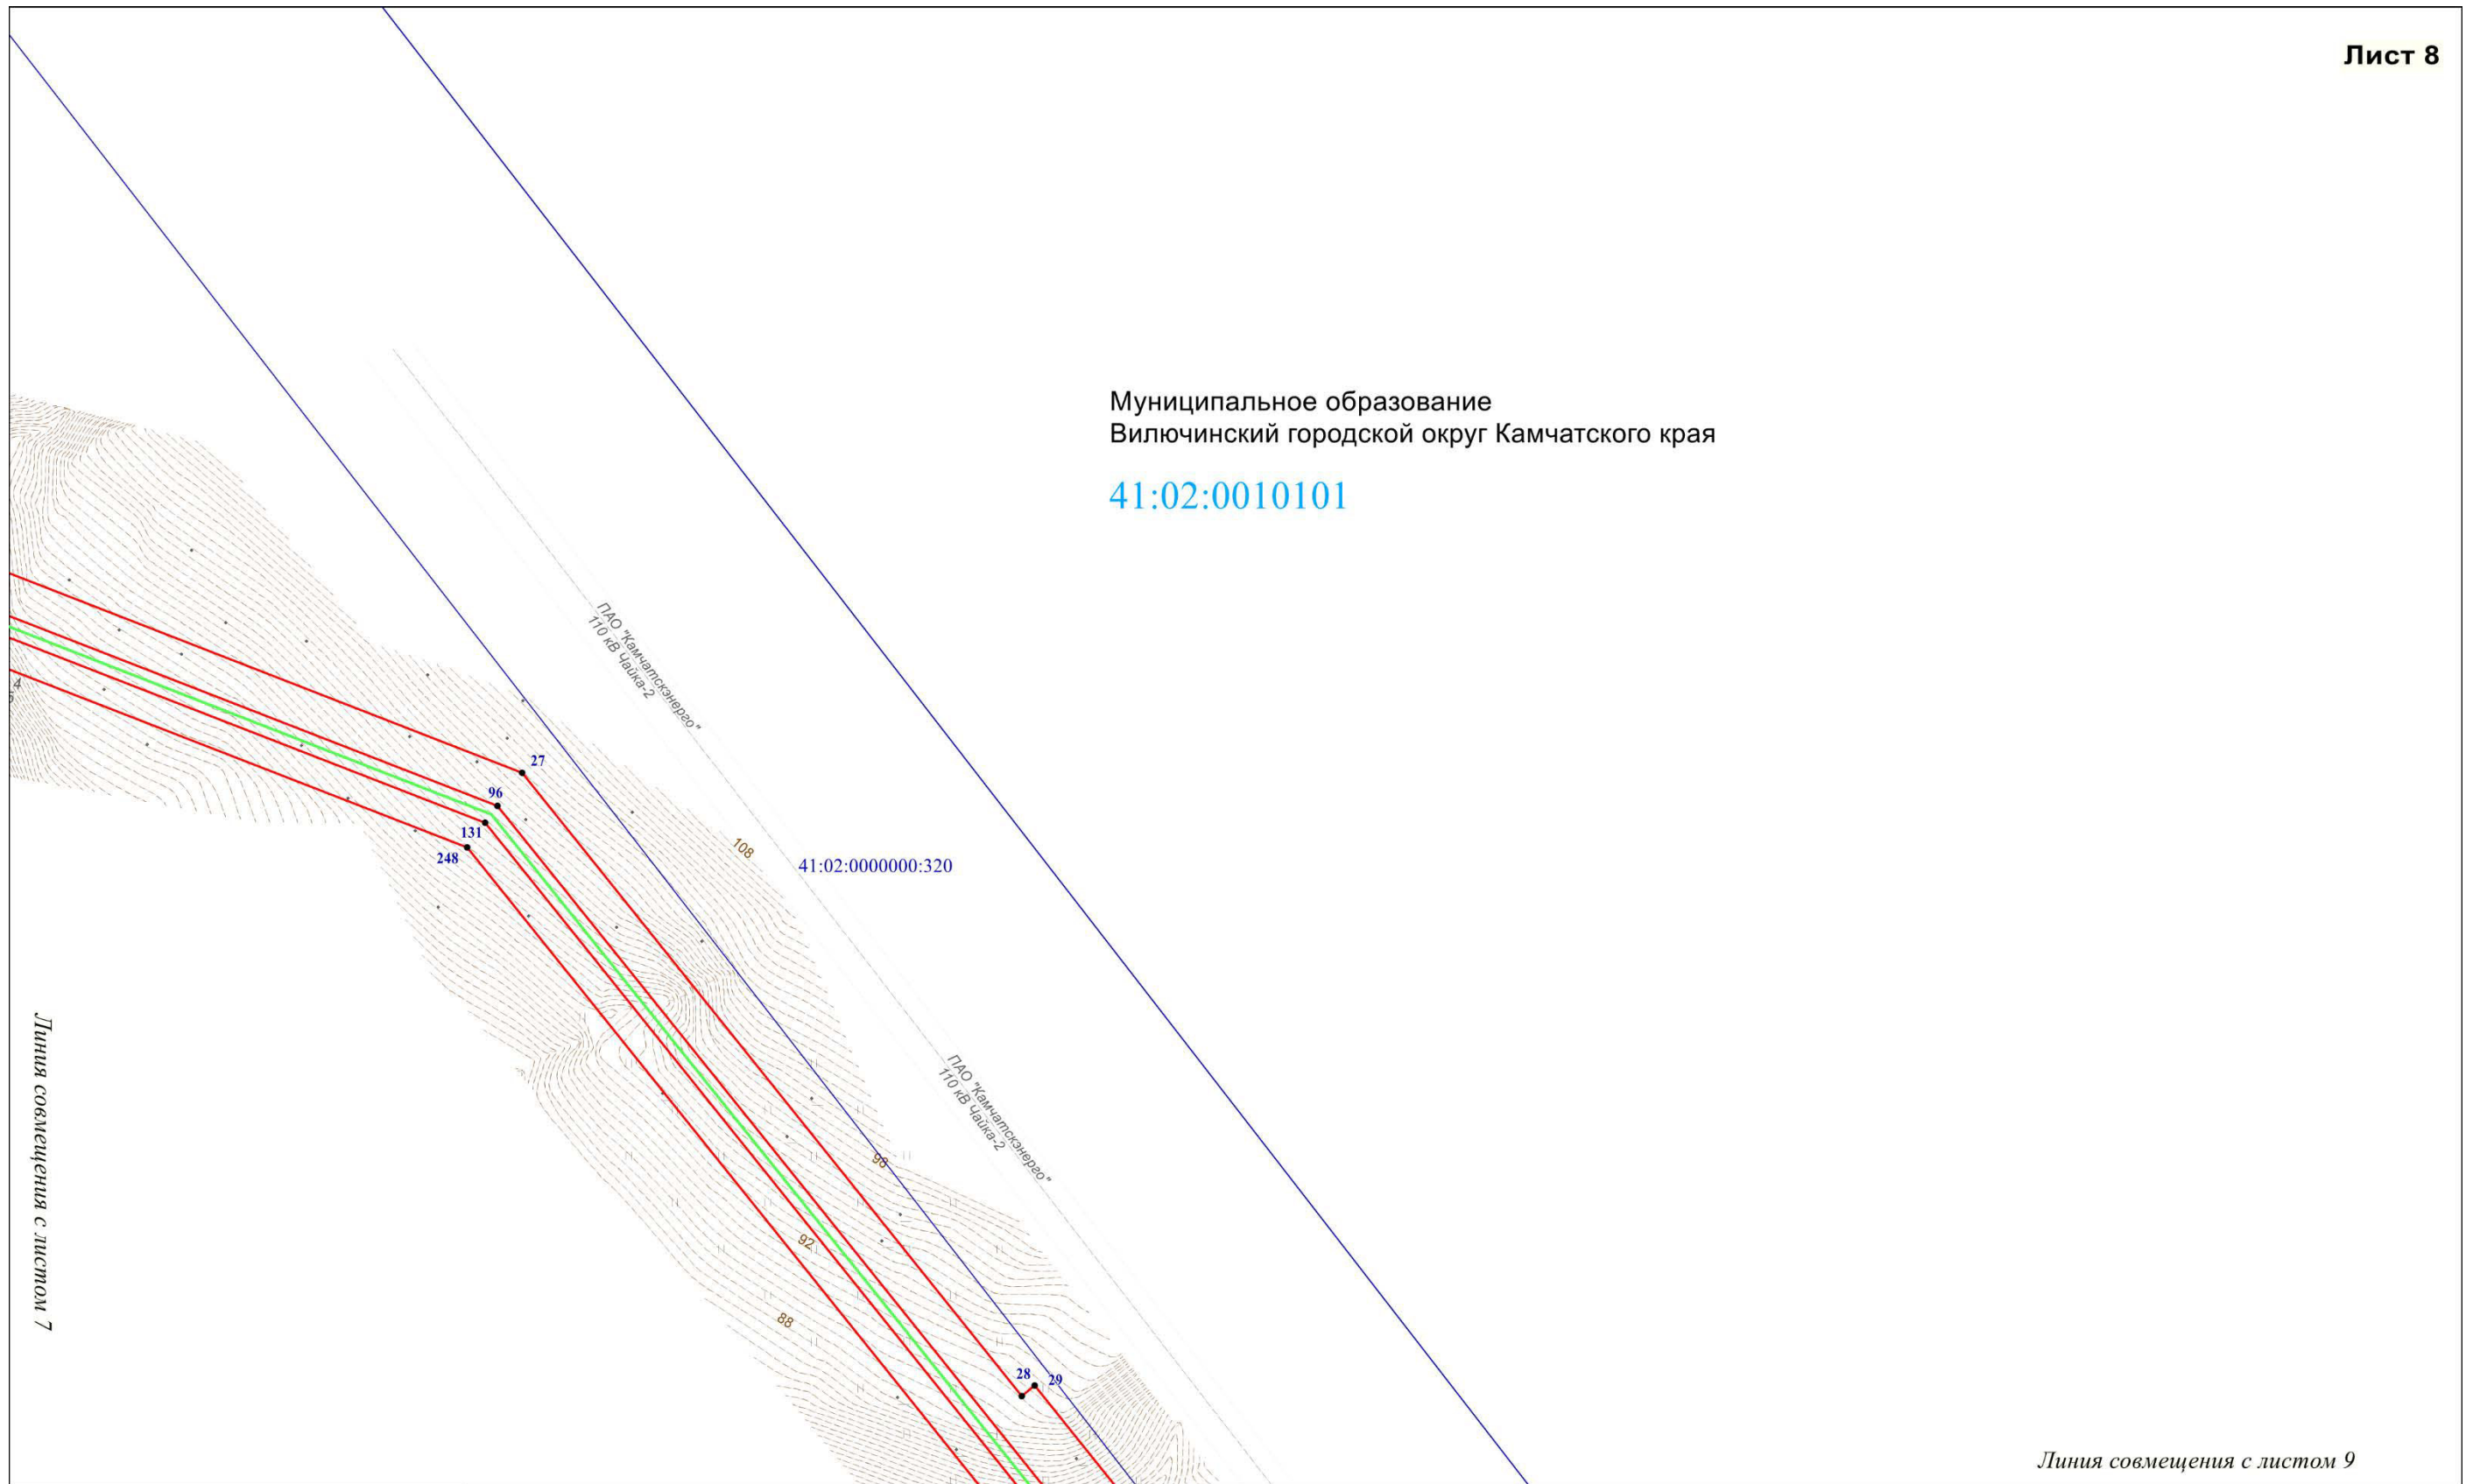 Лист 8
Муниципальное образование
Вилючинский городской округ Камчатского края
41:02:0010101
ПАО "Камчатскэнерго"
110 кВ Чайка-2
4
27
96
131
248
108
41:02:0000000:320
ПАО "Камчатскэнерго"
110 кВ Чайка-2
98
92
88
28
29
Линия совмещения с листом 7
Линия совмещения с листом 9